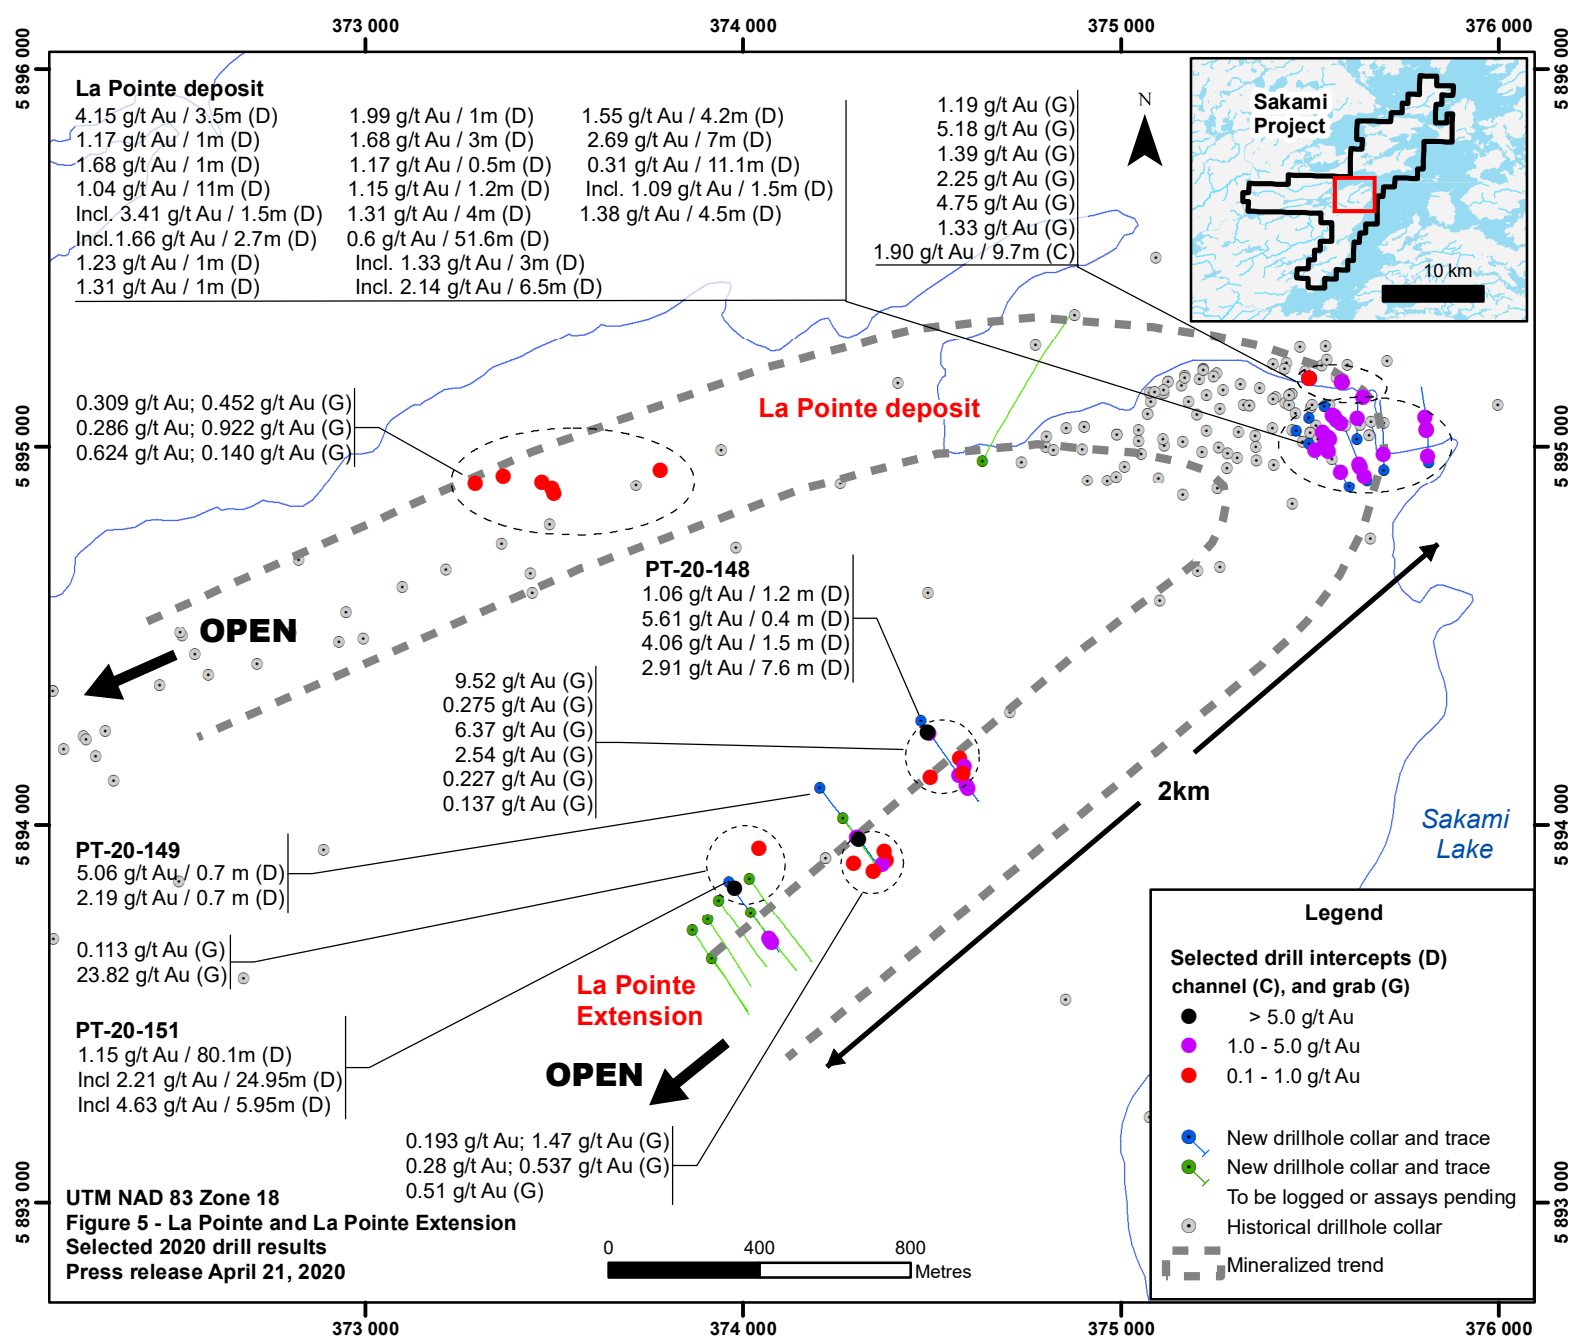 373 000
374 000
375 000
376 000
5 896 000
5 896 000
La Pointe deposit
4.15 g/t Au / 3.5m (D)
1.17 g/t Au / 1m (D)
1.68 g/t Au / 1m (D)
1.04 g/t Au / 11m (D)
Incl. 3.41 g/t Au / 1.5m (D)
Incl.1.66 g/t Au / 2.7m (D)
1.23 g/t Au / 1m (D)
1.31 g/t Au / 1m (D)
1.99 g/t Au / 1m (D)
1.68 g/t Au / 3m (D)
1.17 g/t Au / 0.5m (D)
1.15 g/t Au / 1.2m (D)
1.31 g/t Au / 4m (D)
0.6 g/t Au / 51.6m (D)
Incl. 1.33 g/t Au / 3m (D)
Incl. 2.14 g/t Au / 6.5m (D)
1.55 g/t Au / 4.2m (D)
2.69 g/t Au / 7m (D)
0.31 g/t Au / 11.1m (D)
Incl. 1.09 g/t Au / 1.5m (D)
1.38 g/t Au / 4.5m (D)
1.19 g/t Au (G)
5.18 g/t Au (G)
1.39 g/t Au (G)
2.25 g/t Au (G)
4.75 g/t Au (G)
1.33 g/t Au (G)
1.90 g/t Au / 9.7m (C)
N
Sakami
Project
10 km
0.309 g/t Au; 0.452 g/t Au (G)
0.286 g/t Au; 0.922 g/t Au (G)
0.624 g/t Au; 0.140 g/t Au (G)
La Pointe deposit
5 895 000
5 895 000
PT-20-148
1.06 g/t Au / 1.2 m (D)
5.61 g/t Au / 0.4 m (D)
4.06 g/t Au / 1.5 m (D)
2.91 g/t Au / 7.6 m (D)
OPEN
9.52 g/t Au (G)
0.275 g/t Au (G)
6.37 g/t Au (G)
2.54 g/t Au (G)
0.227 g/t Au (G)
0.137 g/t Au (G)
2km
5 894 000
5 894 000
Sakami
Lake
PT-20-149
5.06 g/t Au / 0.7 m (D)
2.19 g/t Au / 0.7 m (D)
0.113 g/t Au (G)
23.82 g/t Au (G)
La Pointe
Extension
PT-20-151
1.15 g/t Au / 80.1m (D)
Incl 2.21 g/t Au / 24.95m (D)
Incl 4.63 g/t Au / 5.95m (D)
OPEN
0.193 g/t Au; 1.47 g/t Au (G)
0.28 g/t Au; 0.537 g/t Au (G)
0.51 g/t Au (G)
Legend
Selected drill intercepts (D)
channel (C), and grab (G)
> 5.0 g/t Au
1.0 - 5.0 g/t Au
0.1 - 1.0 g/t Au
New drillhole collar and trace
New drillhole collar and trace
To be logged or assays pending
Historical drillhole collar
Mineralized trend
5 893 000
5 893 000
UTM NAD 83 Zone 18
Figure 5 - La Pointe and La Pointe Extension
Selected 2020 drill results
Press release April 21, 2020
0
400
800
Metres
373 000
374 000
375 000
376 000